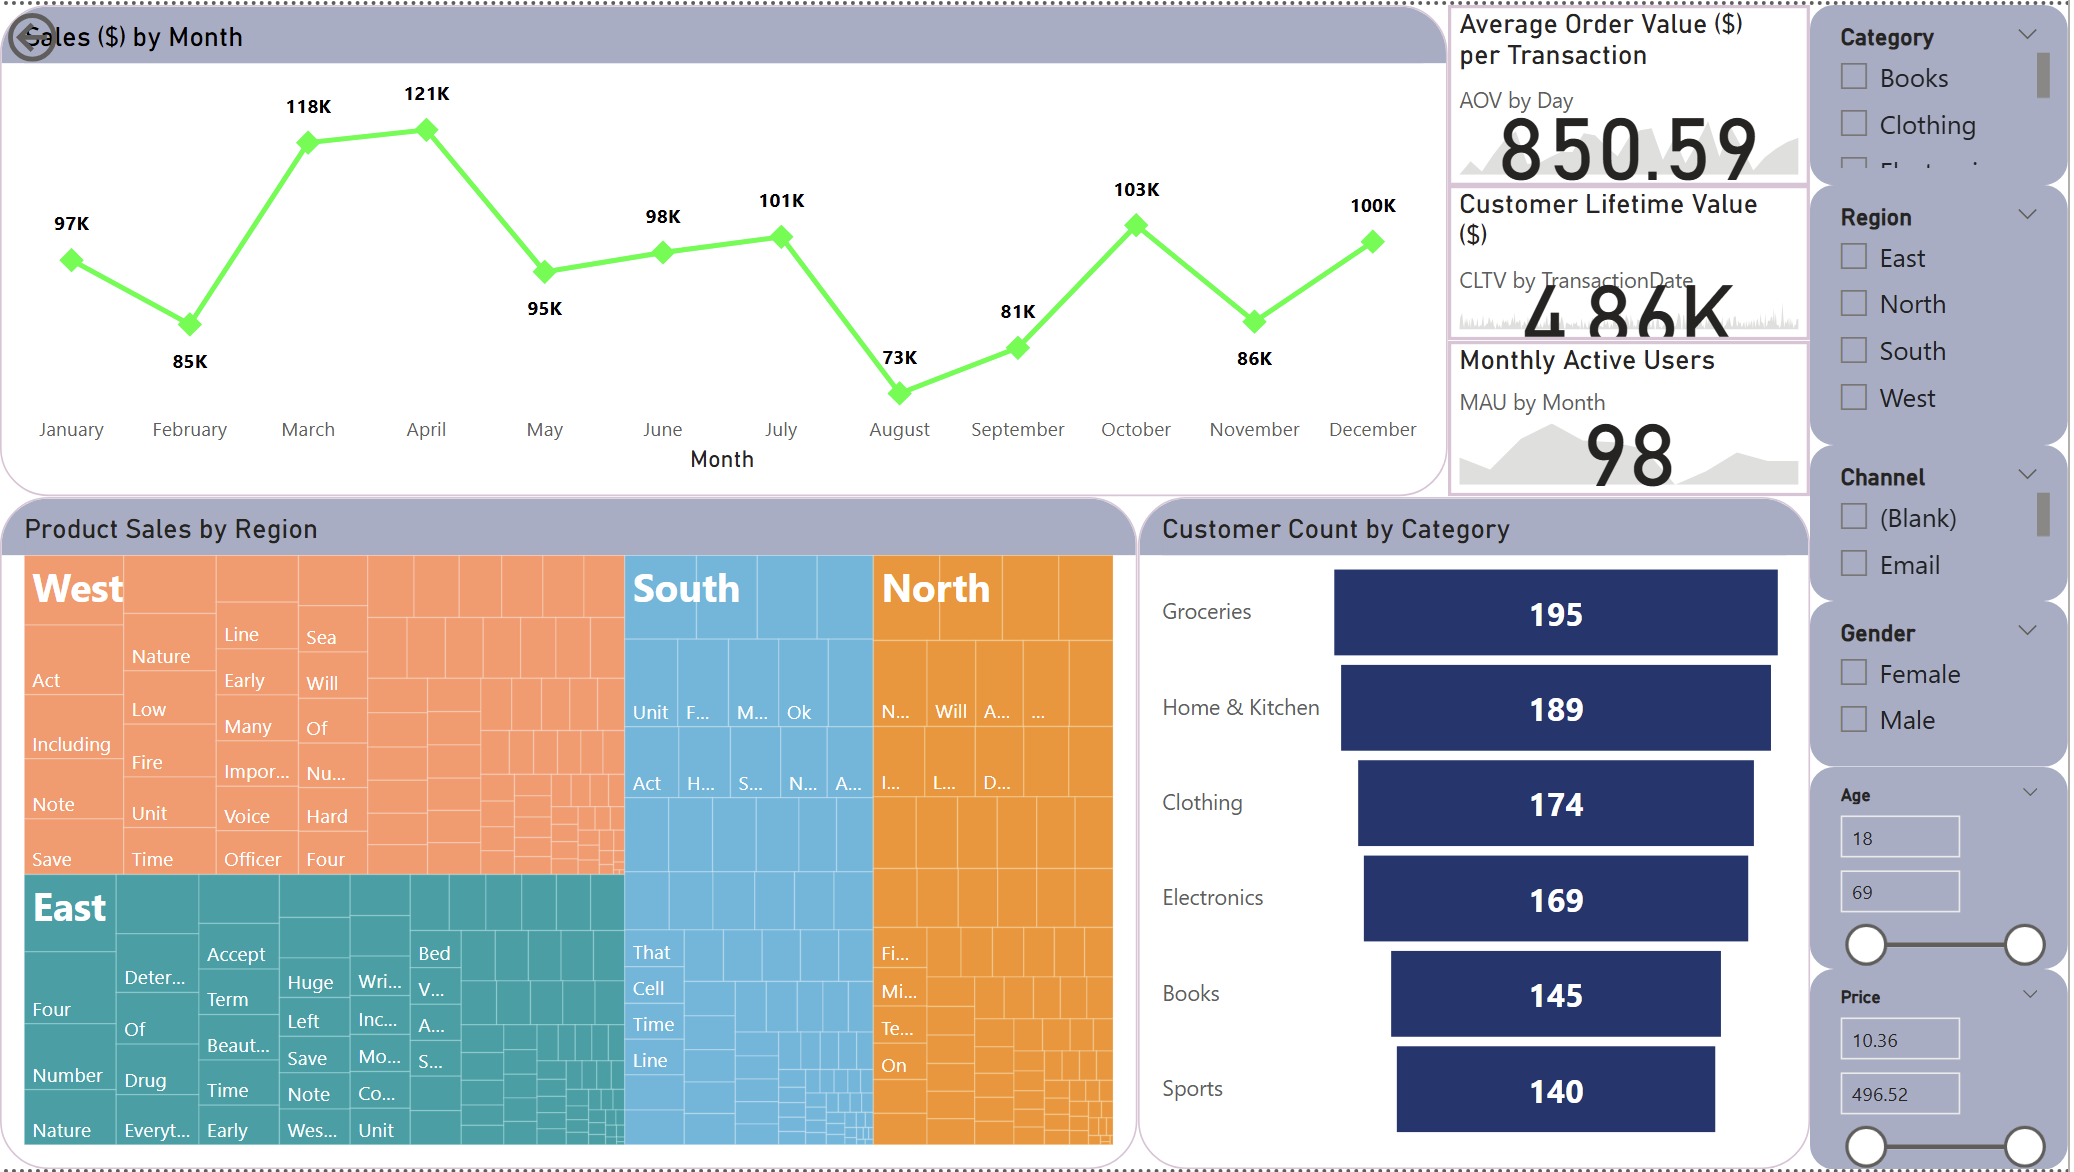 Sales ($) by Month
97K
85K
118K
121K
95K
98K
101K
73K
81K
103K
86K
100K
January February March April May June July August September October November December
Month
Average Order Value ($)
per Transaction
AOV by Day
850.59
Customer Lifetime Value
($)
CLTV by TransactionDate
486K
Monthly Active Users
MAU by Month
98
Category
Books
Clothing
Region
East
North
South
West
Channel
(Blank)
Email
Gender
Female
Male
Age
18
69
Price
10.36
496.52
Product Sales by Region
West
Act
Including
Note
Save
Nature
Low
Fire
Unit
Time
Line
Early
Many
Impor...
Voice
Officer
Sea
Will
Of
Nu...
Hard
Four
East
Four
Number
Nature
Deter...
Of
Drug
Everyt...
Accept
Term
Beaut...
Time
Early
Huge
Left
Save
Note
Wes...
Wri...
Inc...
Mo...
Co...
Unit
Bed
V...
A...
S...
South
Unit F... M... Ok
Act H... S... N... A...
That
Cell
Time
Line
North
N... Will A... ...
I... L... D...
Fi...
Mi...
Te...
On
Customer Count by Category
Groceries 195
Home & Kitchen 189
Clothing 174
Electronics 169
Books 145
Sports 140